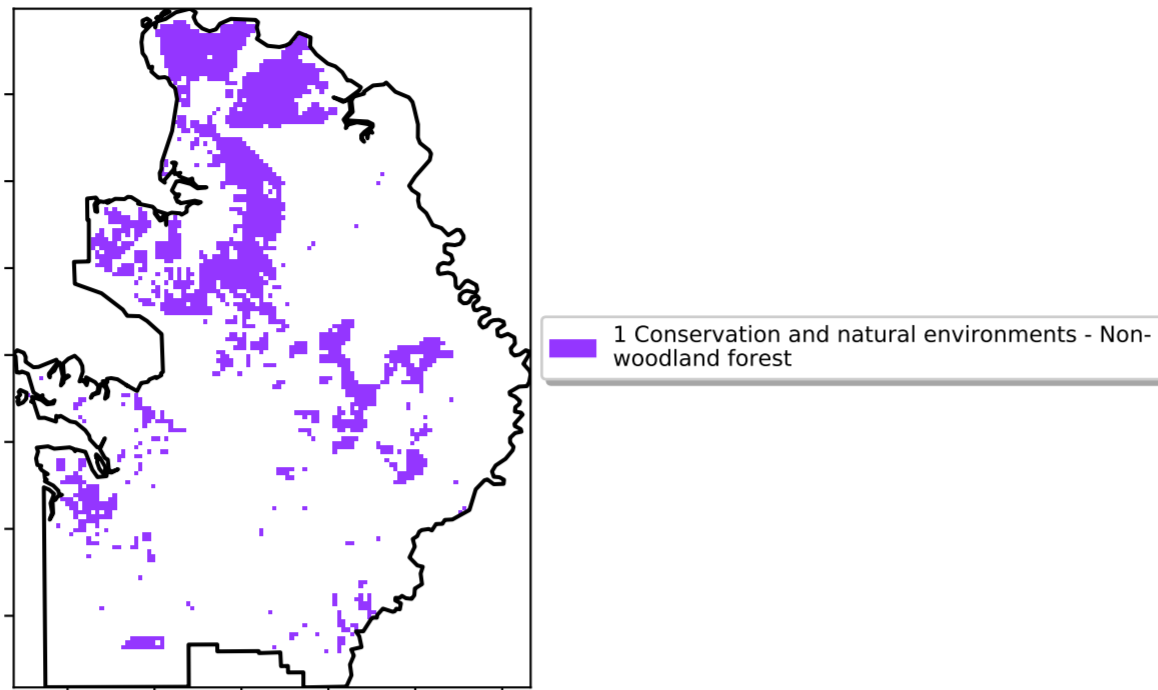 1 Conservation and natural environments - Non-
woodland forest